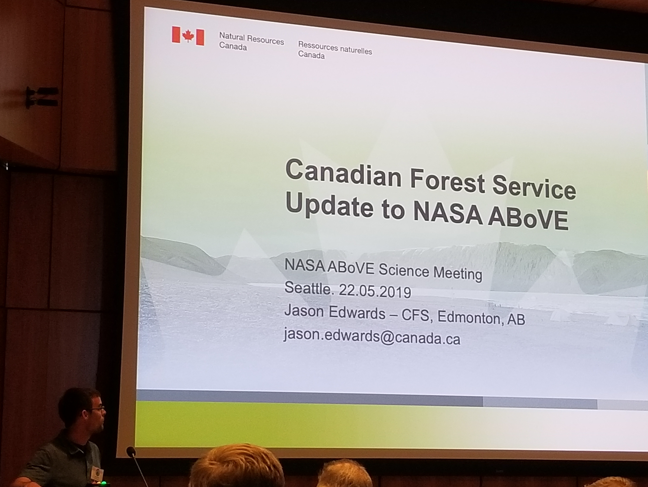 Natural Resources
Canada
Ressources naturelles
Canada
Canadian Forest Service
Update to NASA ABoVE
NASA ABoVE Science Meeting
Seattle. 22.05.2019
Jason Edwards – CFS, Edmonton, AB
jason.edwards@canada.ca